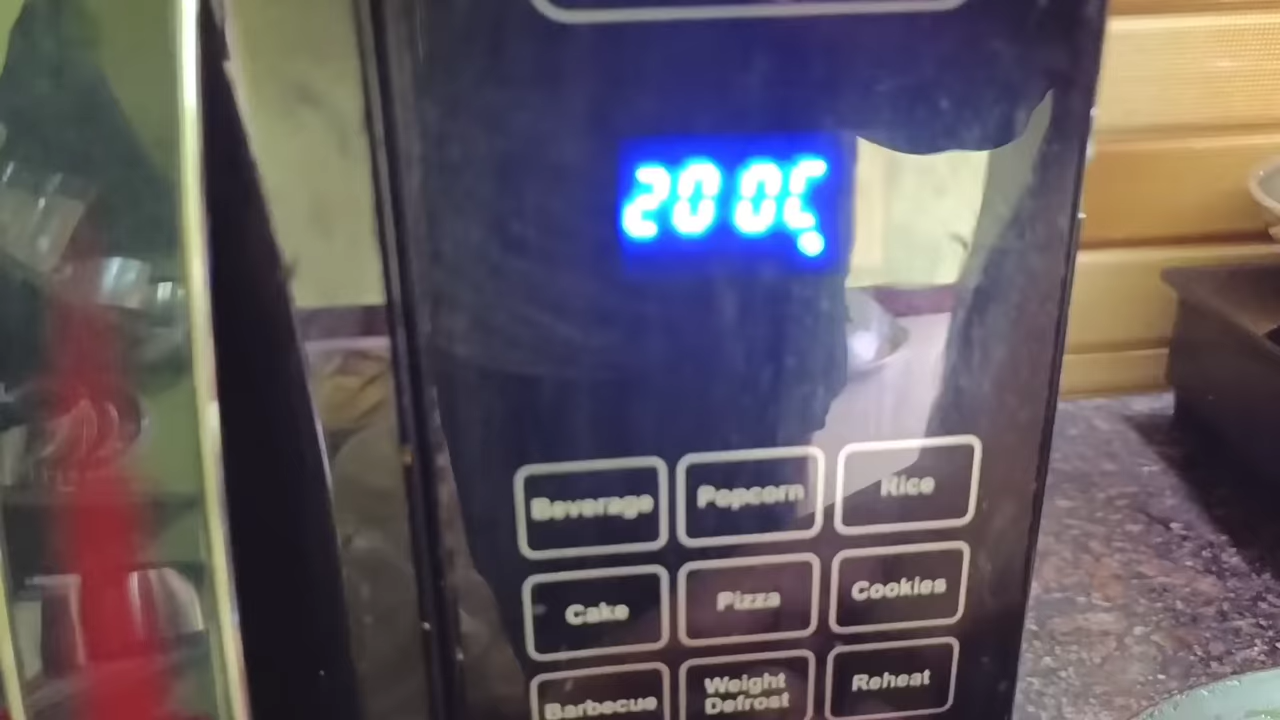 200C
Beverage Popcorn Rice
Cake Pizza Cookies
Barbecue Weight Defrost Reheat